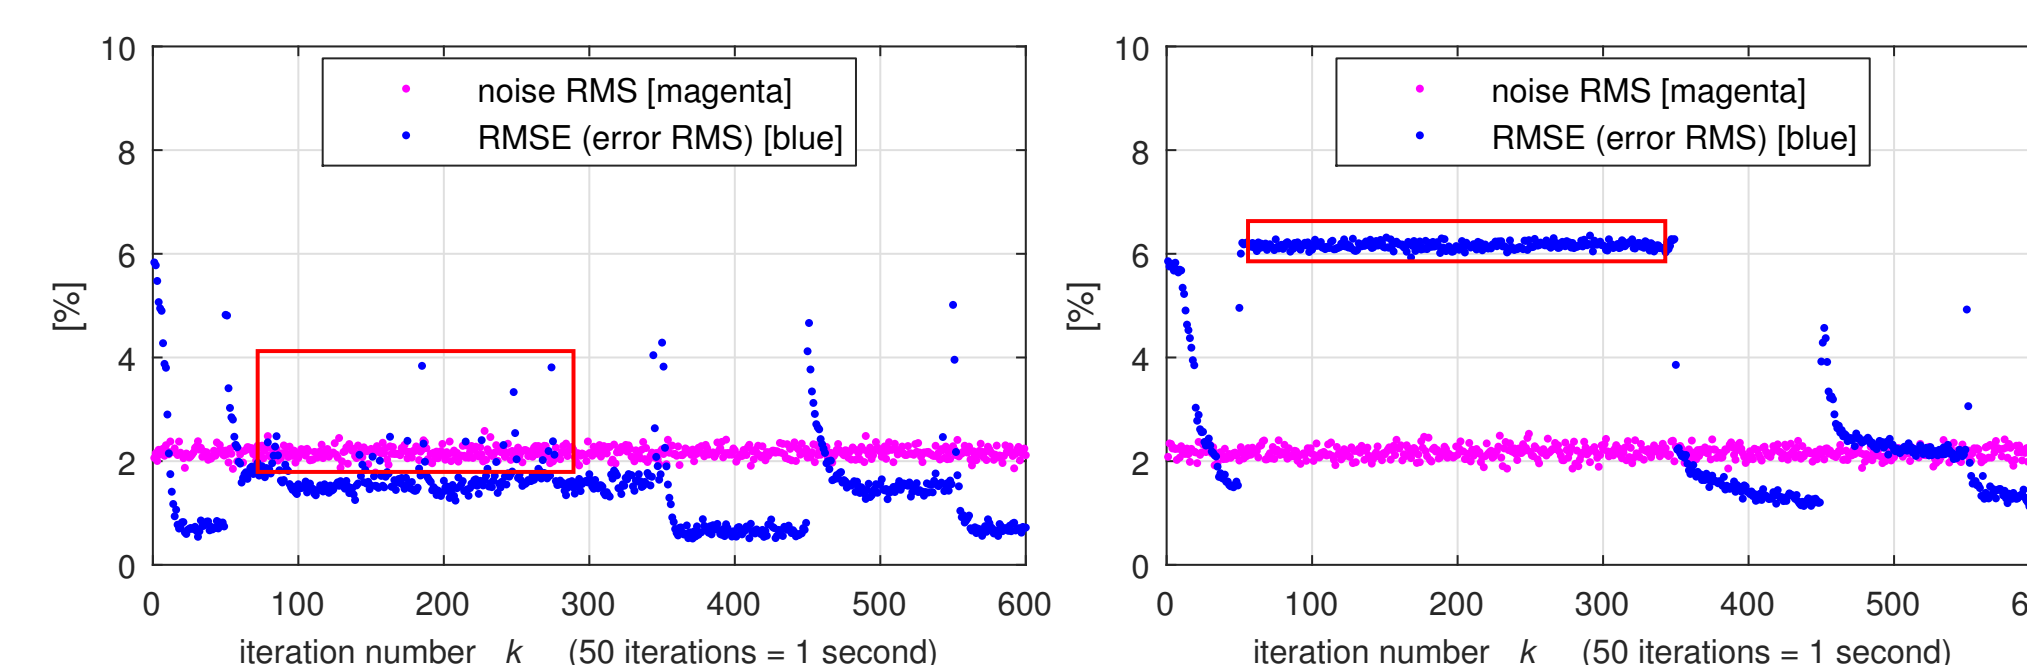 10
8
6
4
2
0
[%]
noise RMS [magenta]
RMSE (error RMS) [blue]
0 100 200 300 400 500 600
iteration number k (50 iterations = 1 second)
10
8
6
4
2
0
[%]
noise RMS [magenta]
RMSE (error RMS) [blue]
0 100 200 300 400 500 6
iteration number k (50 iterations = 1 second)